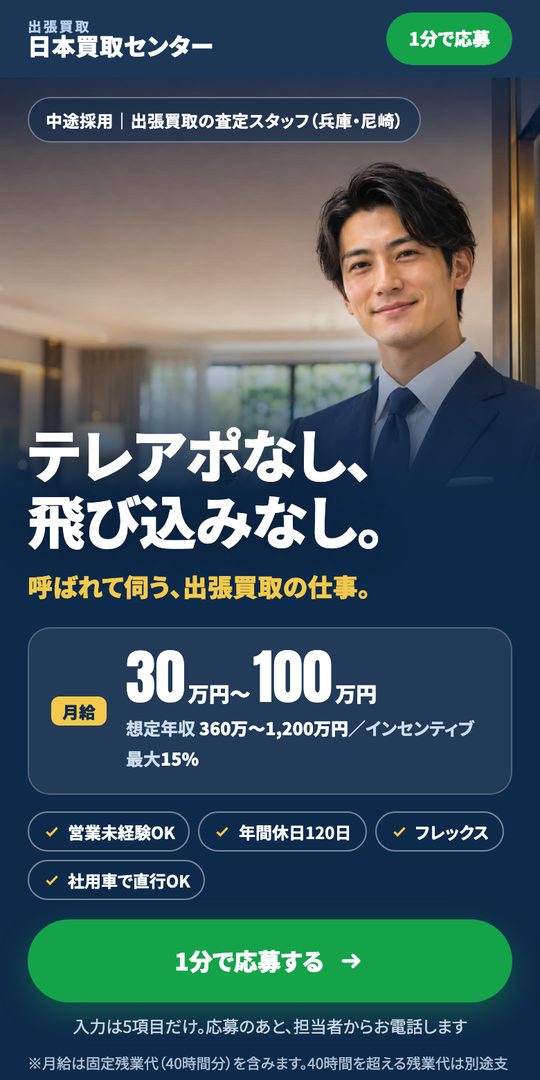 出張買取
日本買取センター
1分で応募
中途採用｜出張買取の査定スタッフ（兵庫・尼崎）
テレアポなし、
飛び込みなし。
呼ばれて伺う、出張買取の仕事。
月給
30万円〜100万円
想定年収 360万〜1,200万円／インセンティブ
最大15%
✓ 営業未経験OK
✓ 年間休日120日
✓ フレックス
✓ 社用車で直行OK
1分で応募する →
入力は5項目だけ。応募のあと、担当者からお電話します
※月給は固定残業代（40時間分）を含みます。40時間を超える残業代は別途支